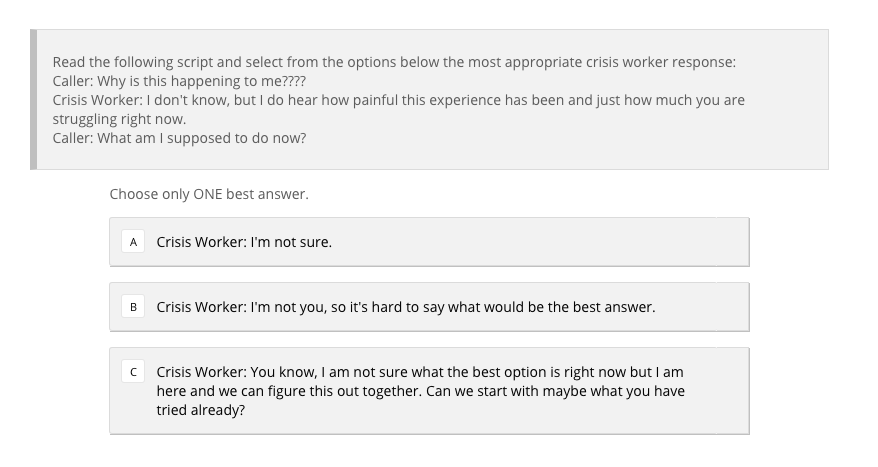 Read the following script and select from the options below the most appropriate crisis worker response:
Caller: Why is this happening to me????
Crisis Worker: I don't know, but I do hear how painful this experience has been and just how much you are
struggling right now.
Caller: What am I supposed to do now?
Choose only ONE best answer.
A Crisis Worker: I'm not sure.
B Crisis Worker: I'm not you, so it's hard to say what would be the best answer.
C Crisis Worker: You know, I am not sure what the best option is right now but I am
here and we can figure this out together. Can we start with maybe what you have
tried already?